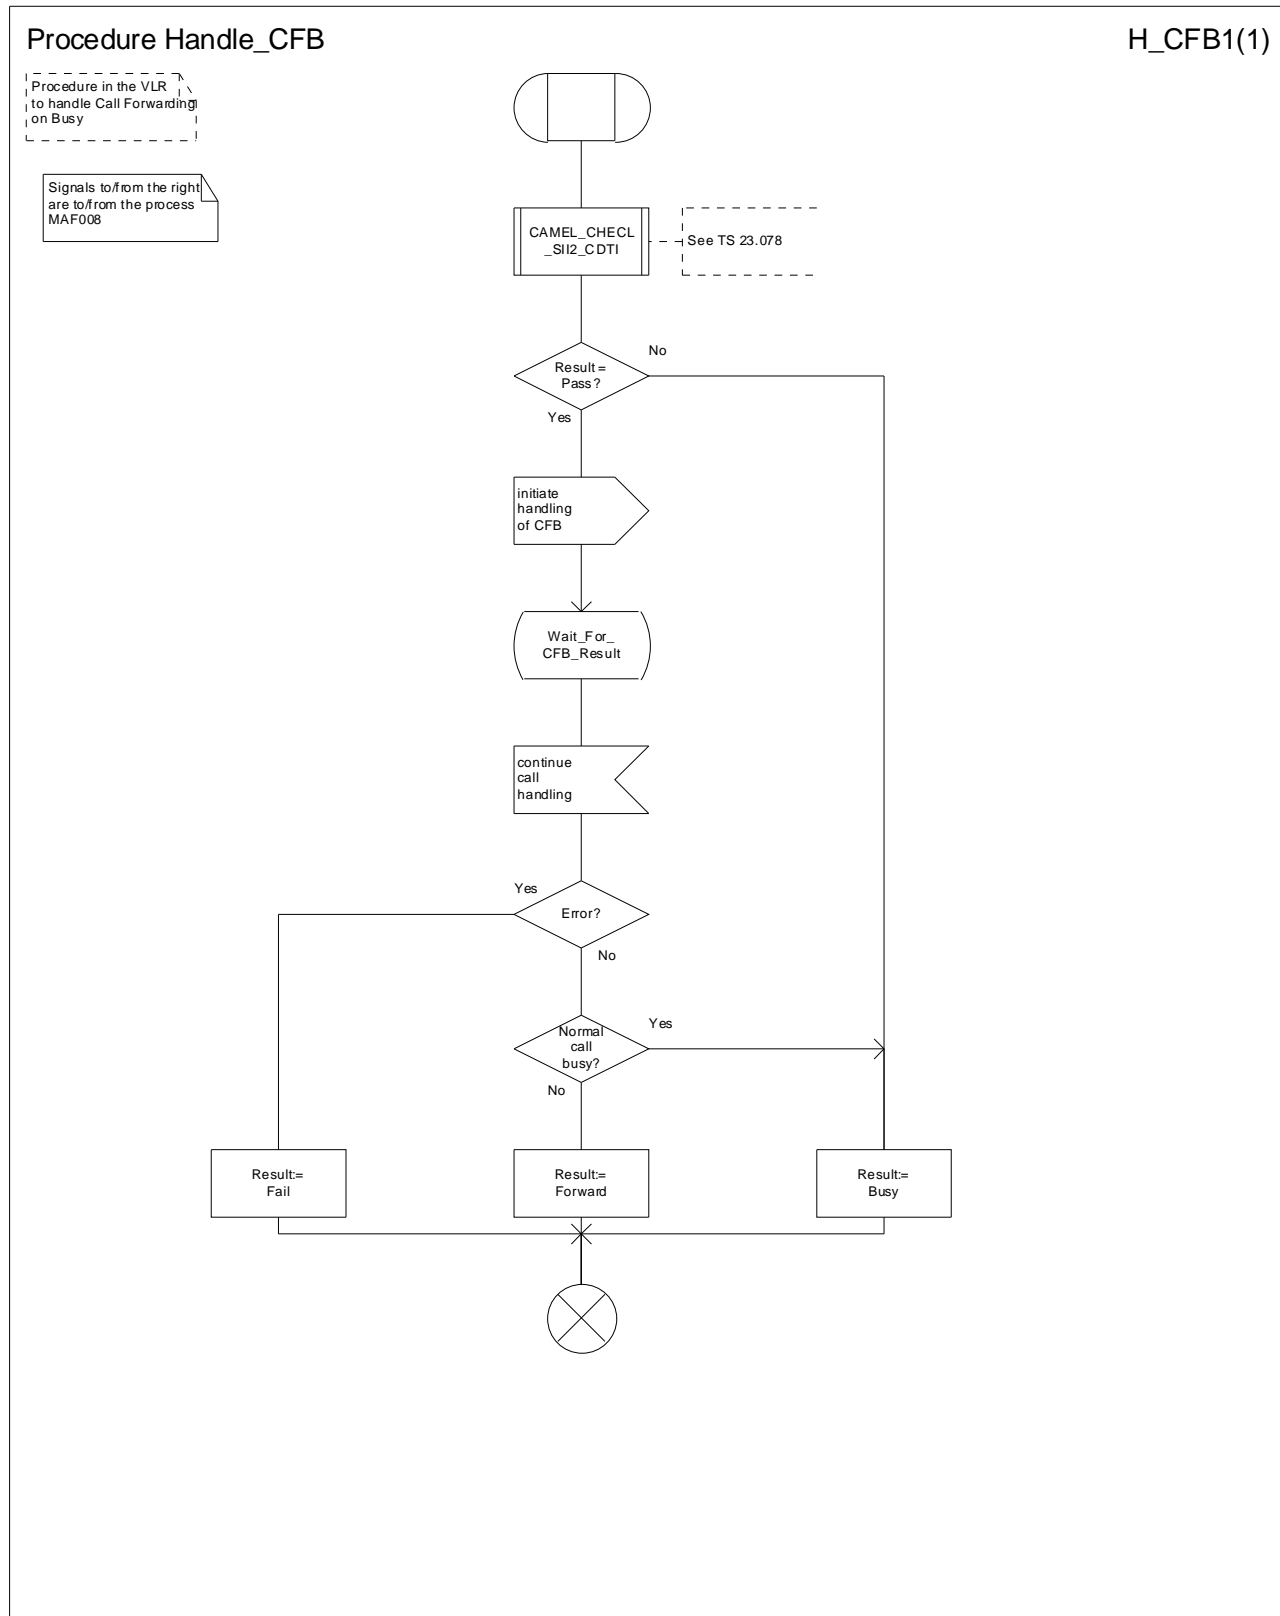 Procedure Handle_CFB
H_CFB1(1)
Procedure in the VLR
to handle Call Forwarding
on Busy
Signals to/from the right
are to/from the process
MAF008
CAMEL_CHECL
_SII2_CDTI
See TS 23.078
No
Result=
Pass?
Yes
initiate
handling
of CFB
Wait_For_
CFB_Result
continue
call
handling
Yes
Error?
No
Yes
Normal
call
busy?
No
Result:=
Fail
Result:=
Forward
Result:=
Busy